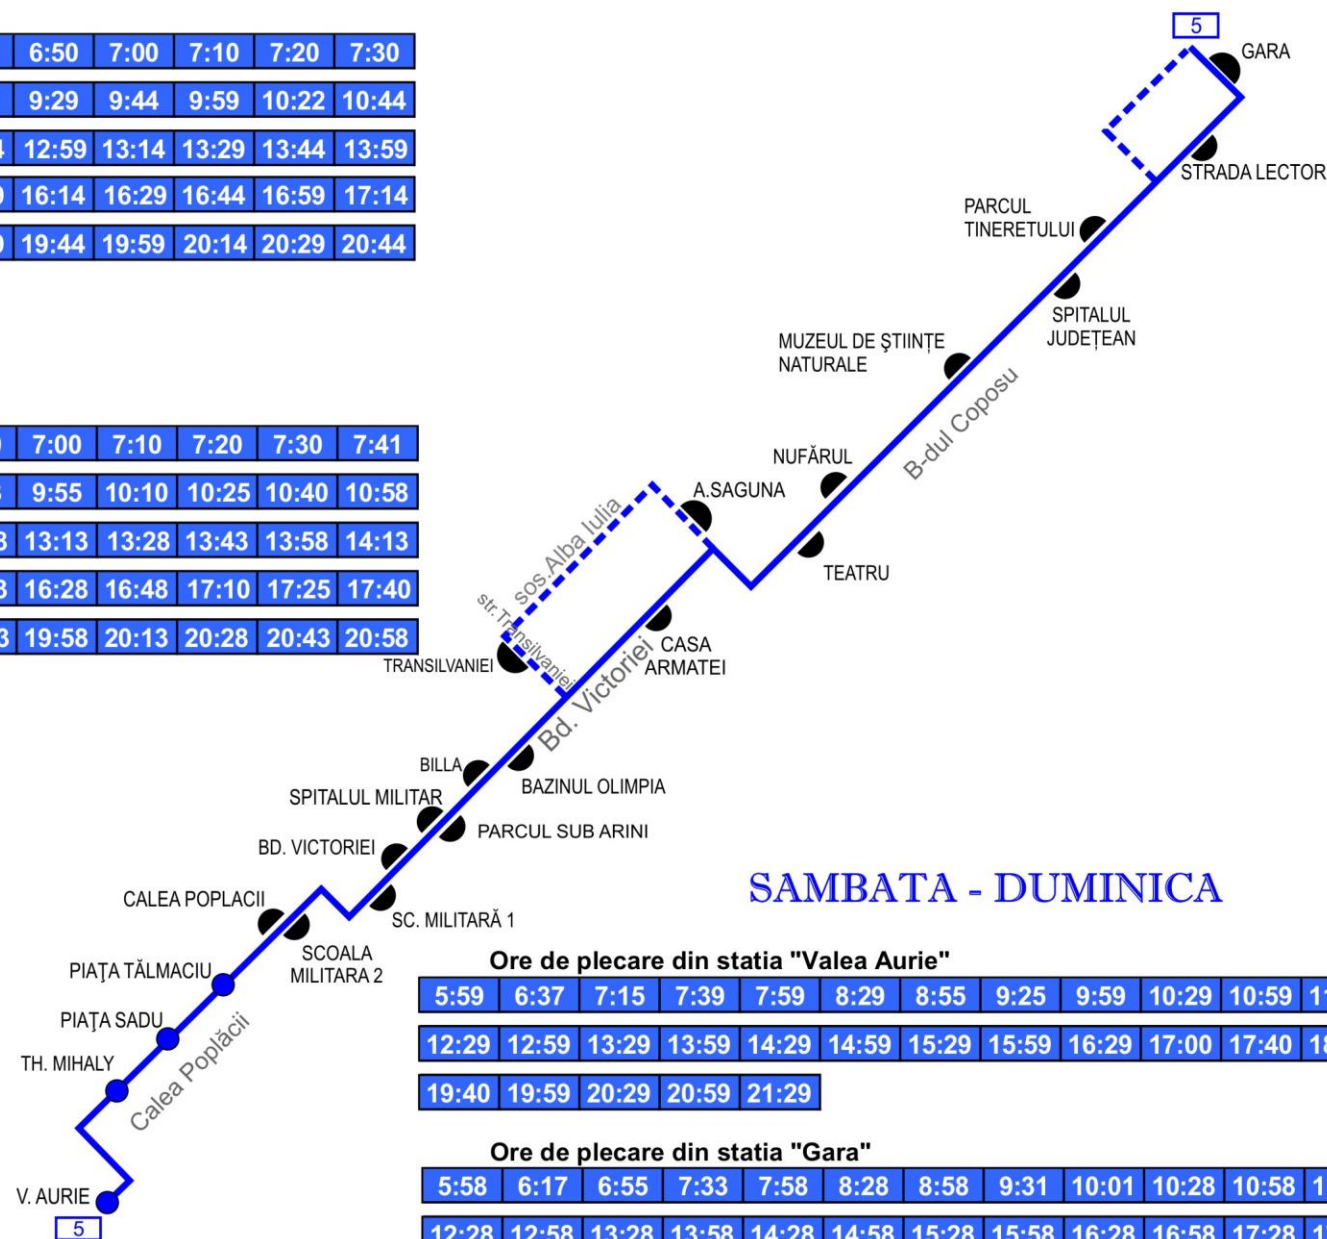 5
GARA
6:50 7:00 7:10 7:20 7:30
9:29 9:44 9:59 10:22 10:44
12:59 13:14 13:29 13:44 13:59
16:14 16:29 16:44 16:59 17:14
19:44 19:59 20:14 20:29 20:44
STRADA LECTOR
PARCUL
TINERETULUI
SPITALUL
JUDEȚEAN
MUZEUL DE ŞTIINȚE
NATURALE
B-dul Coposu
7:00 7:10 7:20 7:30 7:41
9:55 10:10 10:25 10:40 10:58
13:13 13:28 13:43 13:58 14:13
16:28 16:48 17:10 17:25 17:40
19:58 20:13 20:28 20:43 20:58
NUFĂRUL
A.SAGUNA
TEATRU
sos.Alba Iulia
str.Transilvaniei
TRANSILVANIEI
CASA
ARMATEI
Bd. Victoriei
BILLA
BAZINUL OLIMPIA
SPITALUL MILITAR
PARCUL SUB ARINI
BD. VICTORIEI
CALEA POPLACII
SC. MILITARĂ 1
SCOALA
MILITARA 2
PIAŢA TĂLMACIU
PIAŢA SADU
TH. MIHALY
Calea Poplăcii
V. AURIE
5
SAMBATA - DUMINICA
Ore de plecare din statia "Valea Aurie"
5:59 6:37 7:15 7:39 7:59 8:29 8:55 9:25 9:59 10:29 10:59
12:29 12:59 13:29 13:59 14:29 14:59 15:29 15:59 16:29 17:00 17:40
19:40 19:59 20:29 20:59 21:29
Ore de plecare din statia "Gara"
5:58 6:17 6:55 7:33 7:58 8:28 8:58 9:31 10:01 10:28 10:58
12:28 12:58 13:28 13:58 14:28 14:58 15:28 15:58 16:28 16:58 17:28